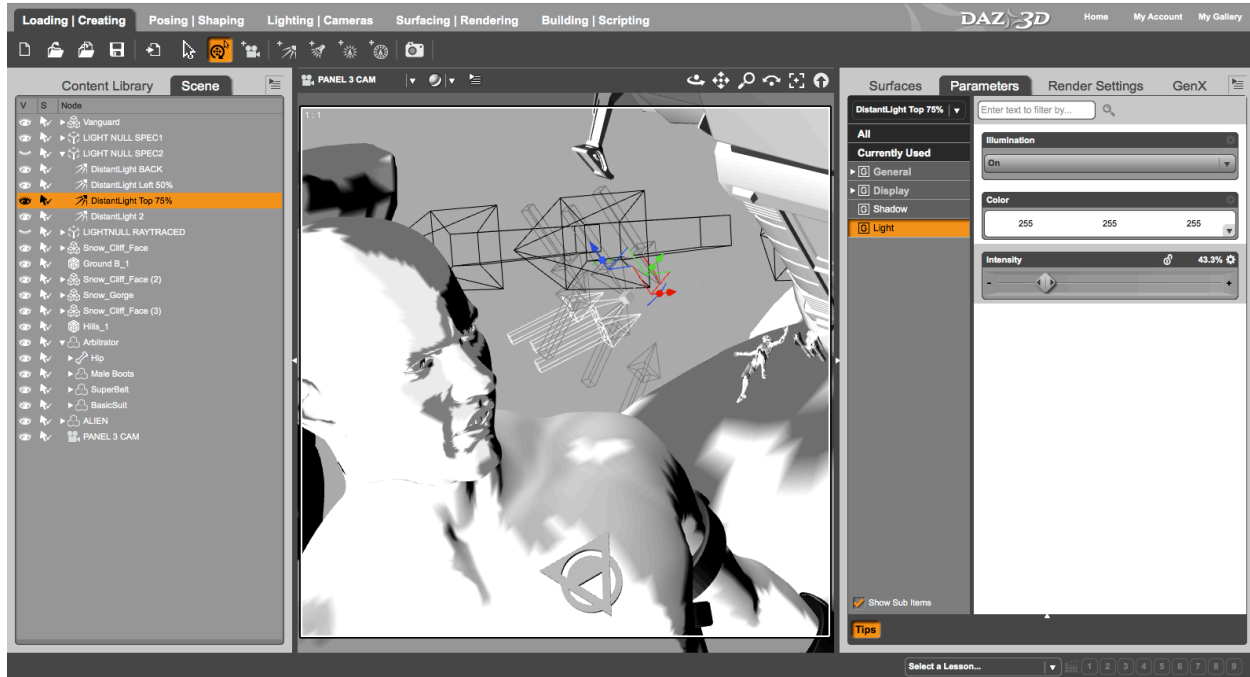 Loading | Creating
Posing | Shaping
Lighting | Cameras
Surfacing | Rendering
Building | Scripting
DAZ 3D
Home
My Account
My Gallery
Content Library
Scene
V S Node
Vanguard
LIGHT NULL SPEC1
LIGHT NULL SPEC2
DistantLight BACK
DistantLight Left 50%
DistantLight Top 75%
DistantLight 2
LIGHTNULL RAYTRACED
Snow_Cliff_Face
Ground B_1
Snow_Cliff_Face (2)
Snow_Gorge
Snow_Cliff_Face (3)
Hills_1
Arbitrator
Hip
Male Boots
SuperBelt
BasicSuit
ALIEN
PANEL 3 CAM
PANEL 3 CAM
1 : 1
Surfaces
Parameters
Render Settings
GenX
DistantLight Top 75%
Enter text to filter by...
All
Currently Used
G General
G Display
G Shadow
G Light
Illumination
On
Color
255 255 255
Intensity
43.3%
- +
Show Sub Items
Tips
Select a Lesson...
1 2 3 4 5 6 7 8 9